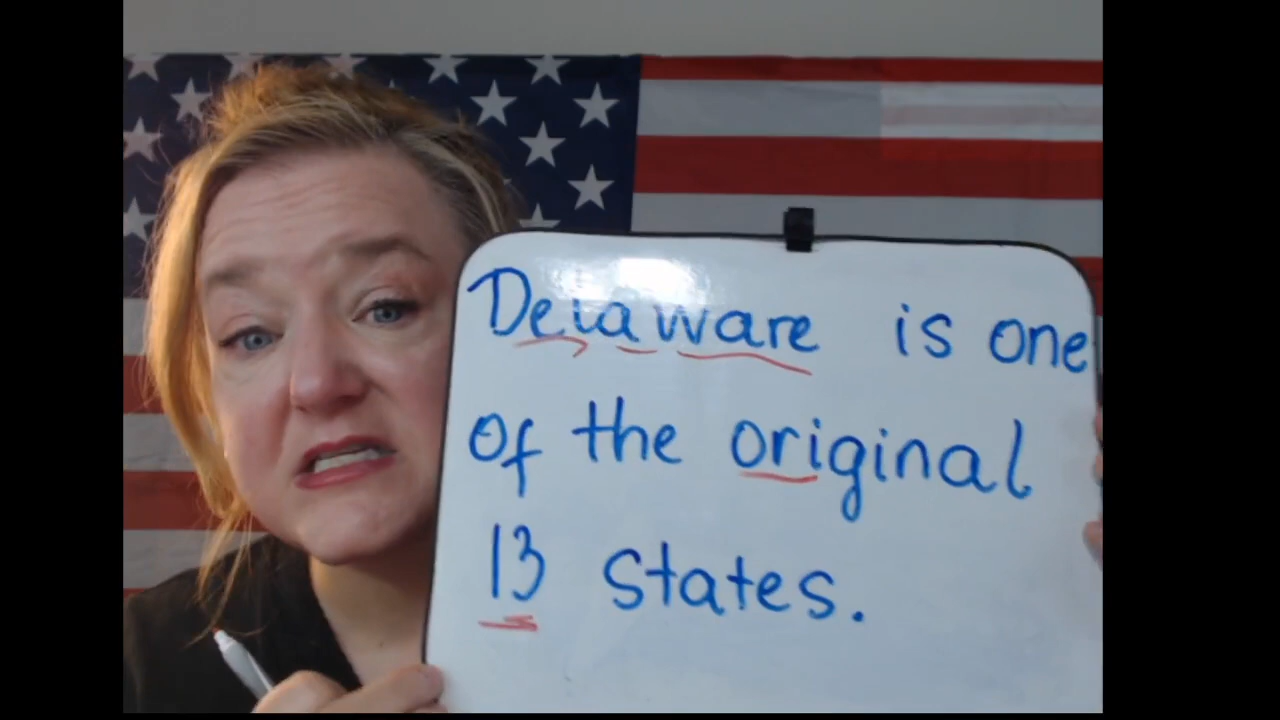 Delaware is one
of the original
13 states.